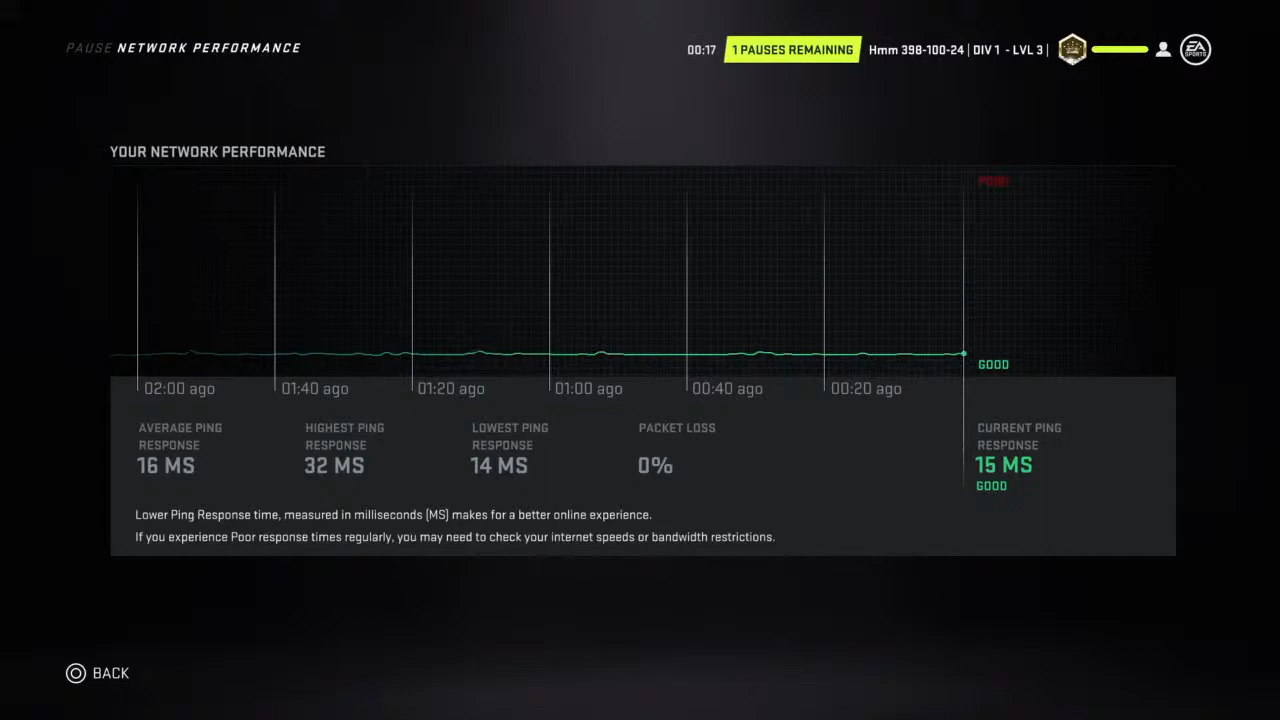 PAUSE NETWORK PERFORMANCE
00:17 1 PAUSES REMAINING Hmm 398-100-24 | DIV 1 - LVL 3 |
EA
SPORTS
YOUR NETWORK PERFORMANCE
GOOD
02:00 ago 01:40 ago 01:20 ago 01:00 ago 00:40 ago 00:20 ago
AVERAGE PING HIGHEST PING LOWEST PING PACKET LOSS CURRENT PING
RESPONSE RESPONSE RESPONSE RESPONSE
16 MS 32 MS 14 MS 0% 15 MS
GOOD
Lower Ping Response time, measured in milliseconds (MS) makes for a better online experience.
If you experience Poor response times regularly, you may need to check your internet speeds or bandwidth restrictions.
BACK